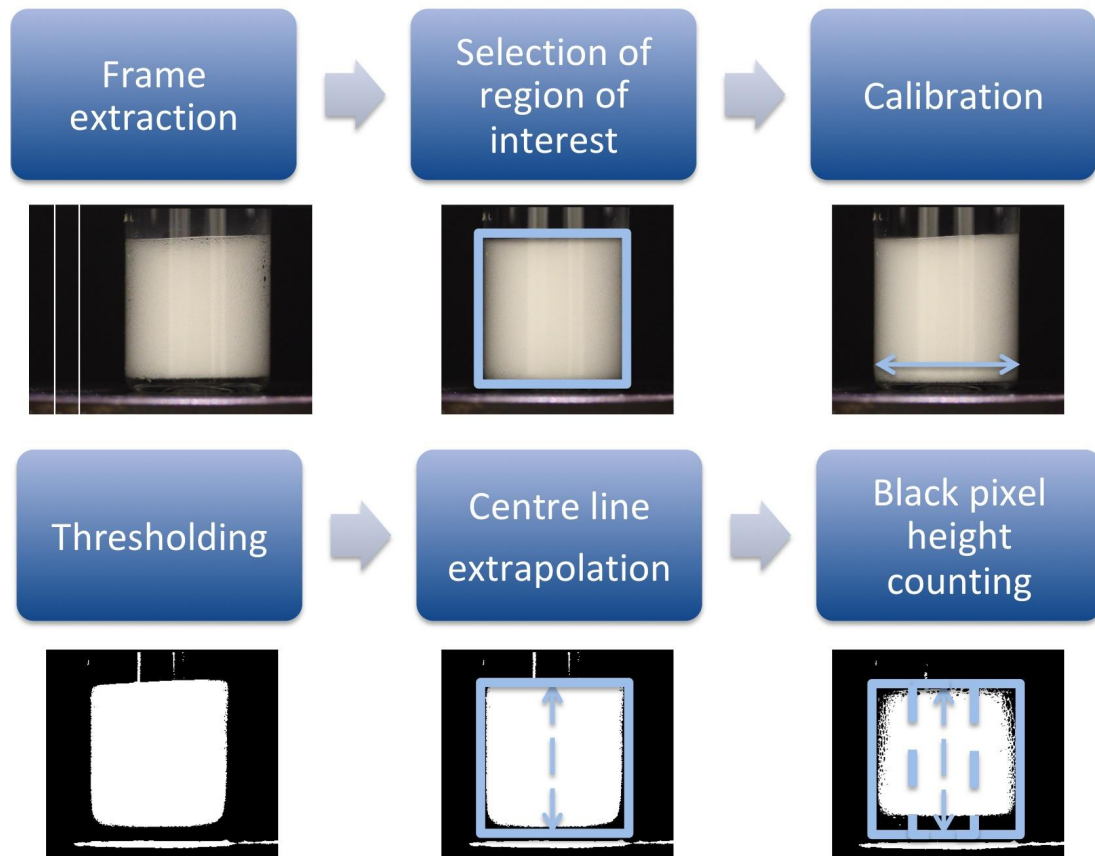 Frame
extraction
Selection of
region of
interest
Calibration
Thresholding
Centre line
extrapolation
Black pixel
height
counting